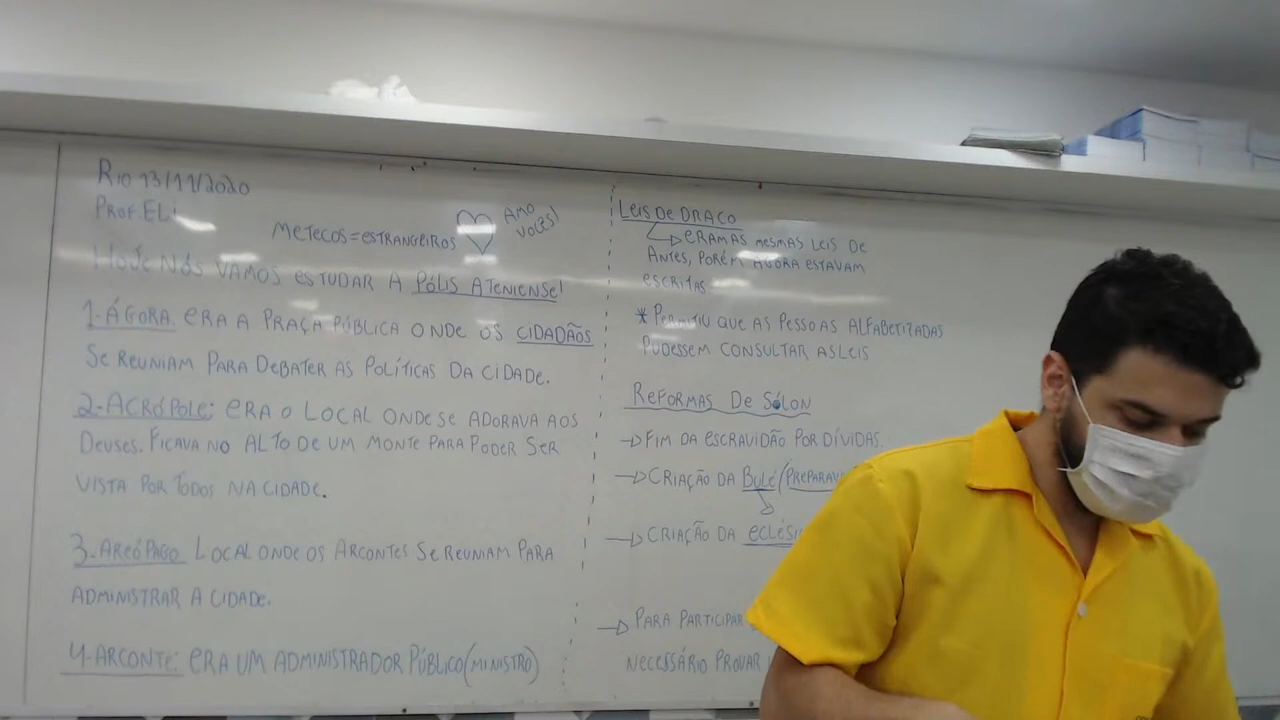 RIO 13/11/2020
PROF. ELI
METECOS = ESTRANGEIROS
AMO
VOCÊS!
HOJE NÓS VAMOS ESTUDAR A PÓLIS ATENIENSE!
1- ÁGORA ERA A PRAÇA PÚBLICA ONDE OS CIDADÃOS
SE REUNIAM PARA DEBATER AS POLÍTICAS DA CIDADE.
2- ACRÓPOLE: ERA O LOCAL ONDE SE ADORAVA AOS
DEUSES. FICAVA NO ALTO DE UM MONTE PARA PODER SER
VISTA POR TODOS NA CIDADE.
3- AREÓPAGO LOCAL ONDE OS ARCONTES SE REUNIAM PARA
ADMINISTRAR A CIDADE.
4- ARCONTE: ERA UM ADMINISTRADOR PÚBLICO (MINISTRO)
LEIS DE DRACO
ERAM AS MESMAS LEIS DE
ANTES, PORÉM AGORA ESTAVAM
ESCRITAS
* PERMITIU QUE AS PESSOAS ALFABETIZADAS
PUDESSEM CONSULTAR AS LEIS
REFORMAS DE SÓLON
→ FIM DA ESCRAVIDÃO POR DÍVIDAS.
→ CRIAÇÃO DA BULÉ (PREPARAVA
→ CRIAÇÃO DA ECLÉSI
→ PARA PARTICIPAR
NECESSÁRIO PROVAR